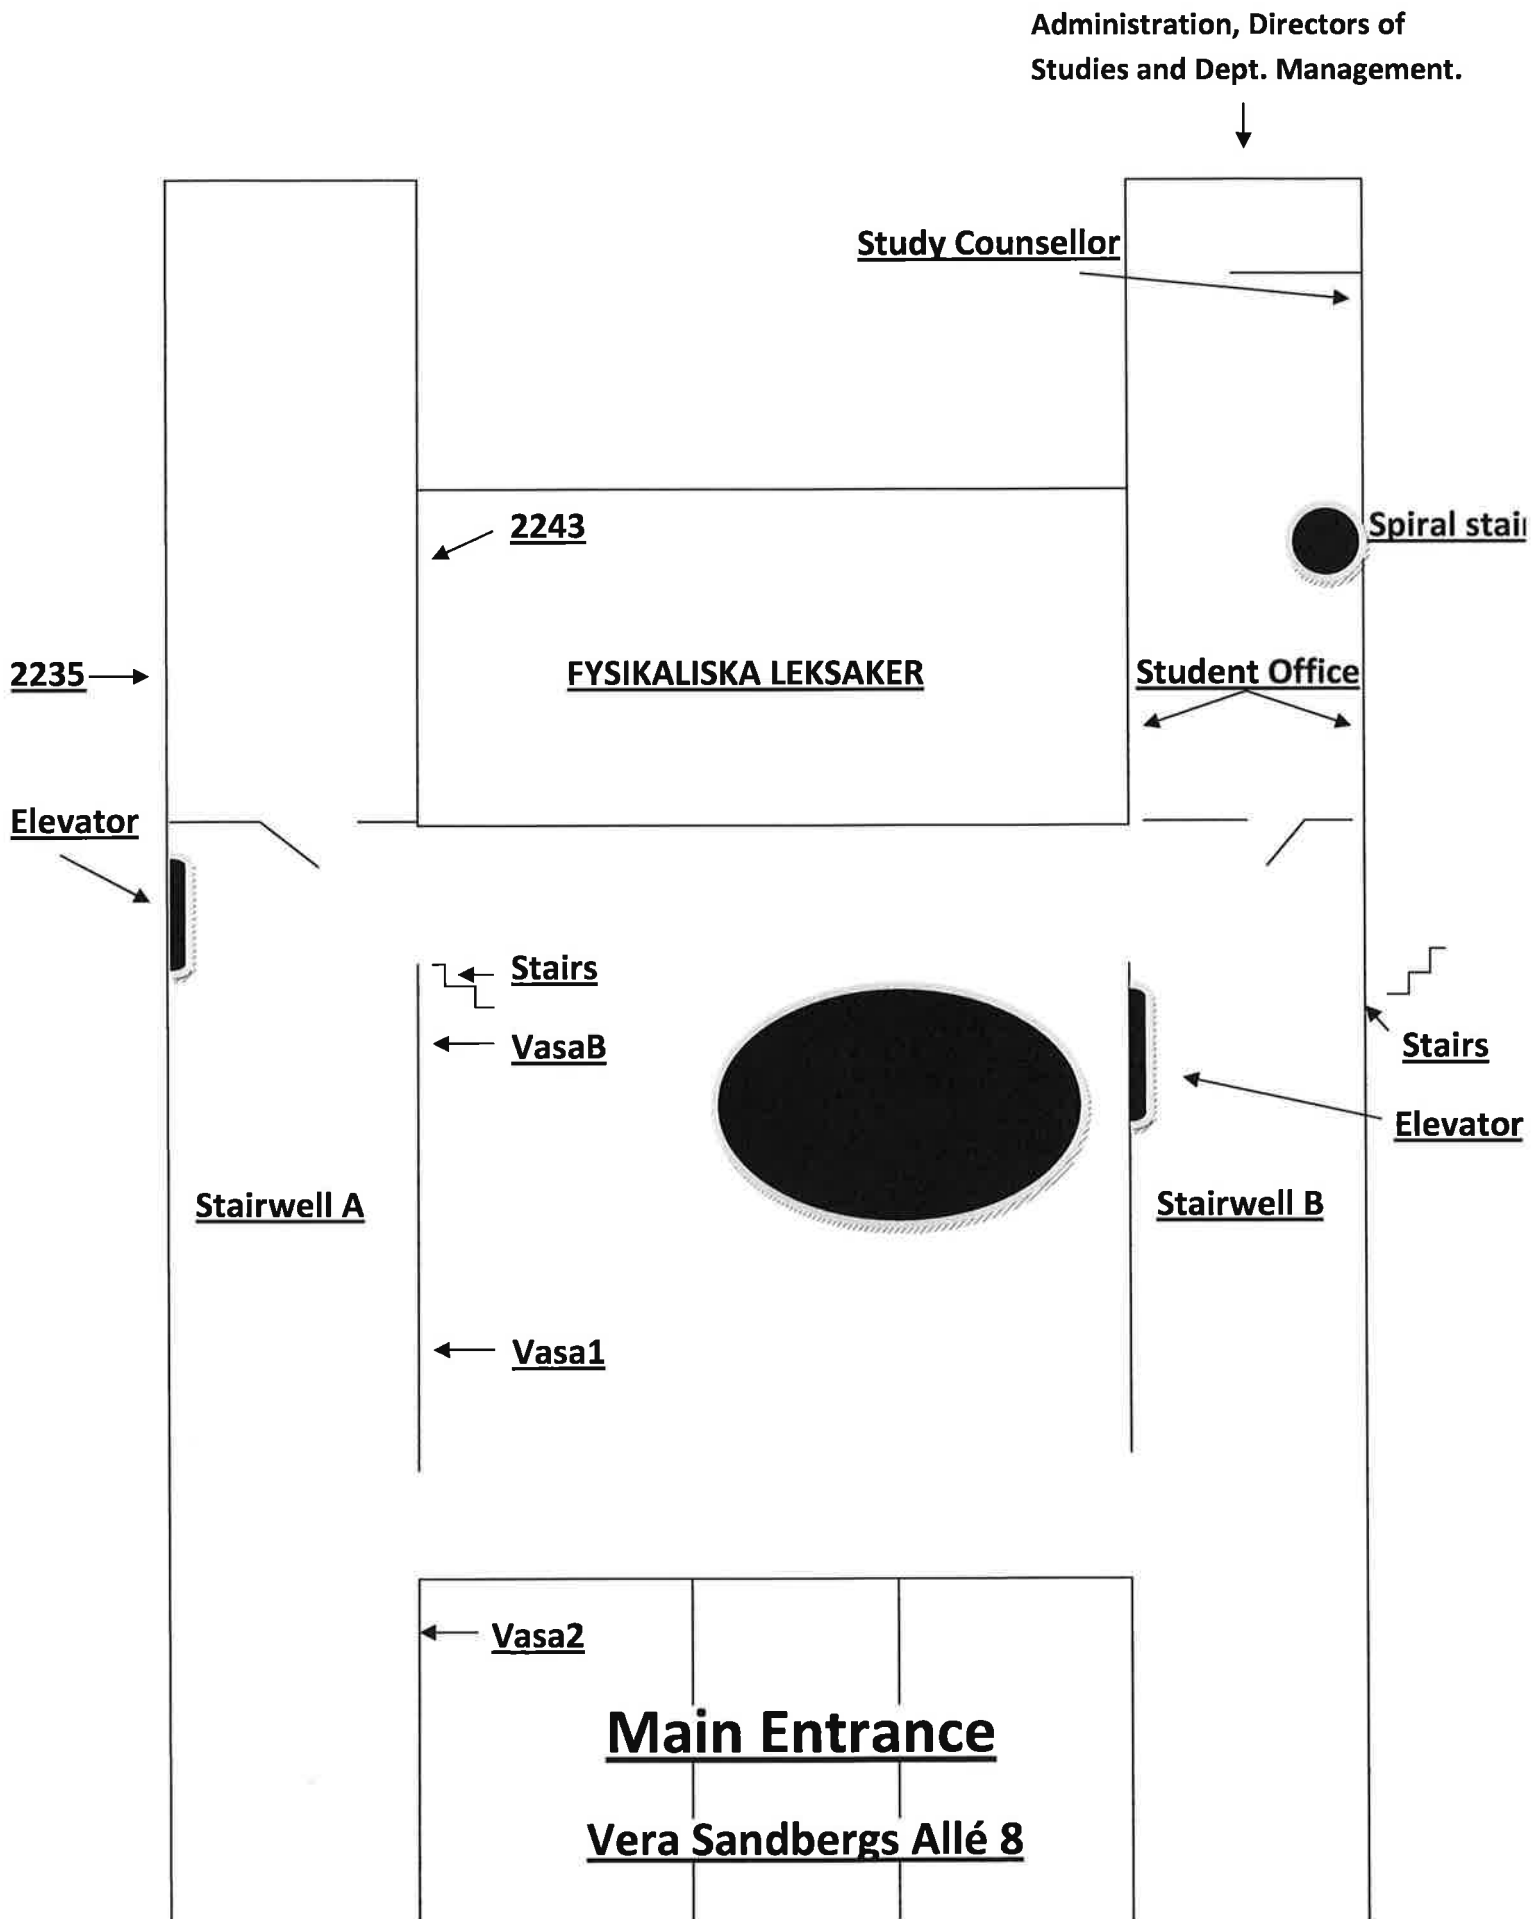 Administration, Directors of
Studies and Dept. Management.
Study Counsellor
2243
Spiral stai
2235
FYSIKALISKA LEKSAKER
Student Office
Elevator
Stairs
VasaB
Stairs
Elevator
Stairwell A
Stairwell B
Vasa1
Vasa2
Main Entrance
Vera Sandbergs Allé 8